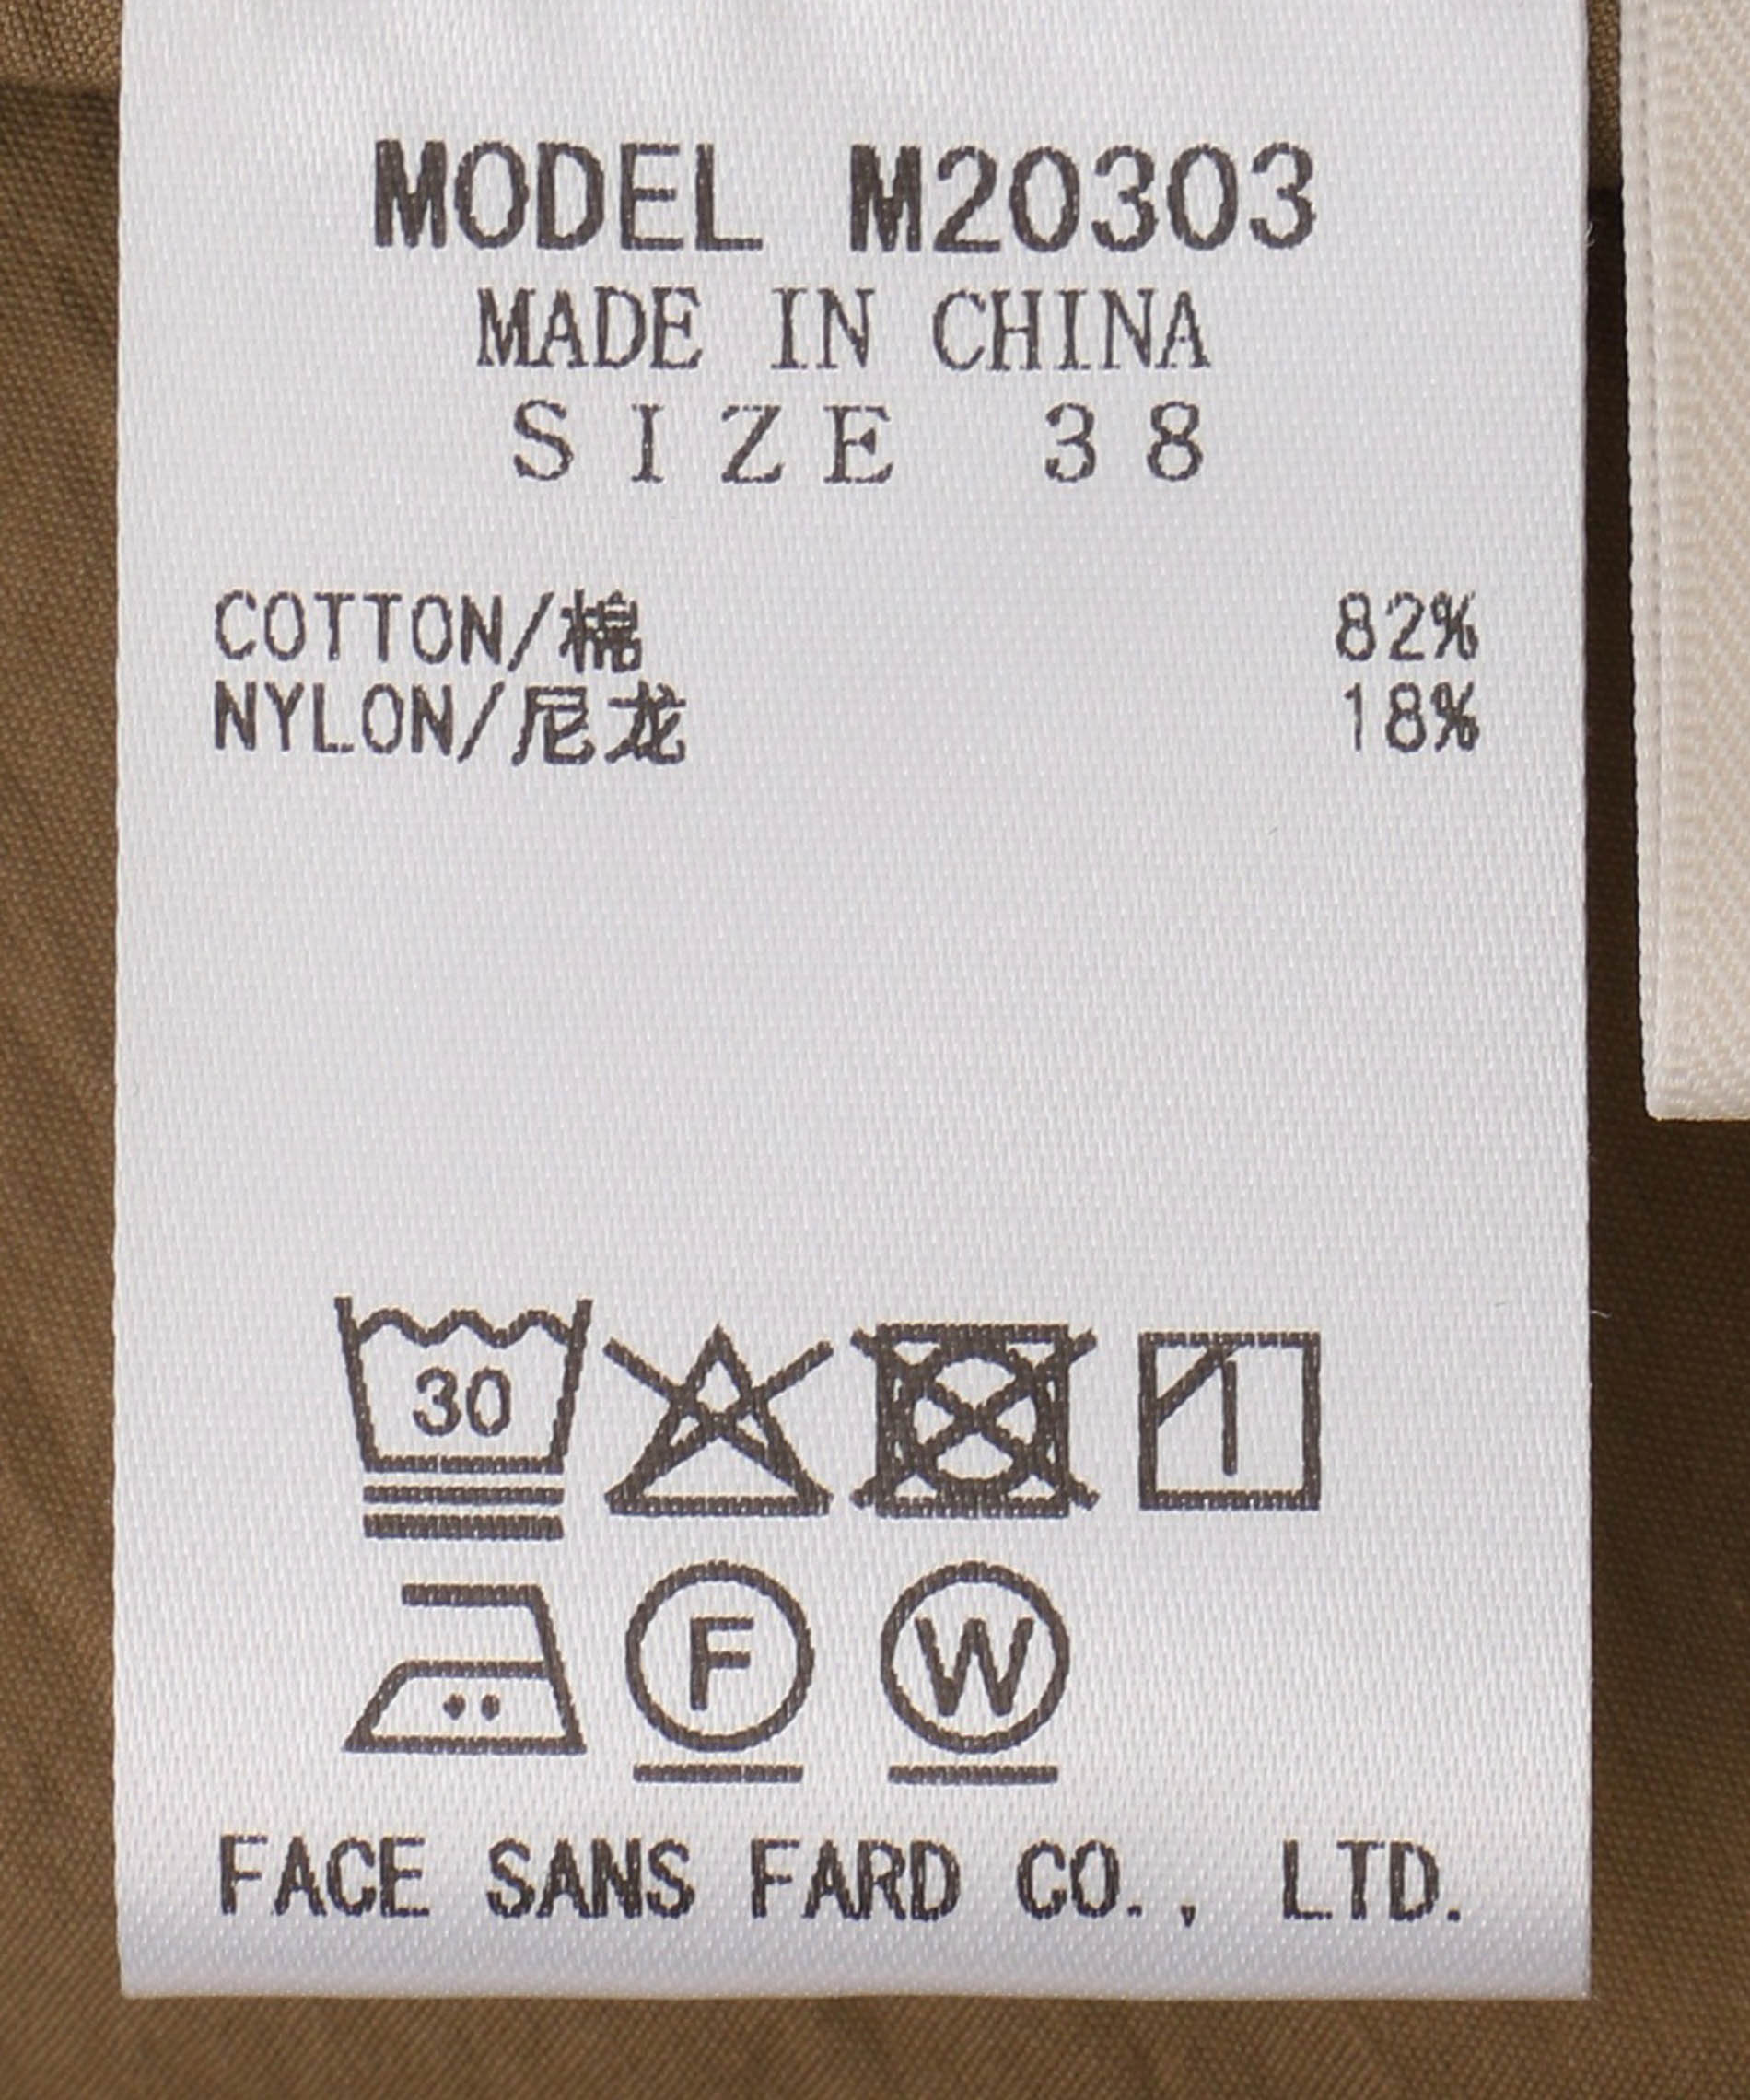 MODEL M20303
MADE IN CHINA
SIZE 38
COTTON/棉 82%
NYLON/尼龙 18%
30
F W
FACE SANS FARD CO., LTD.